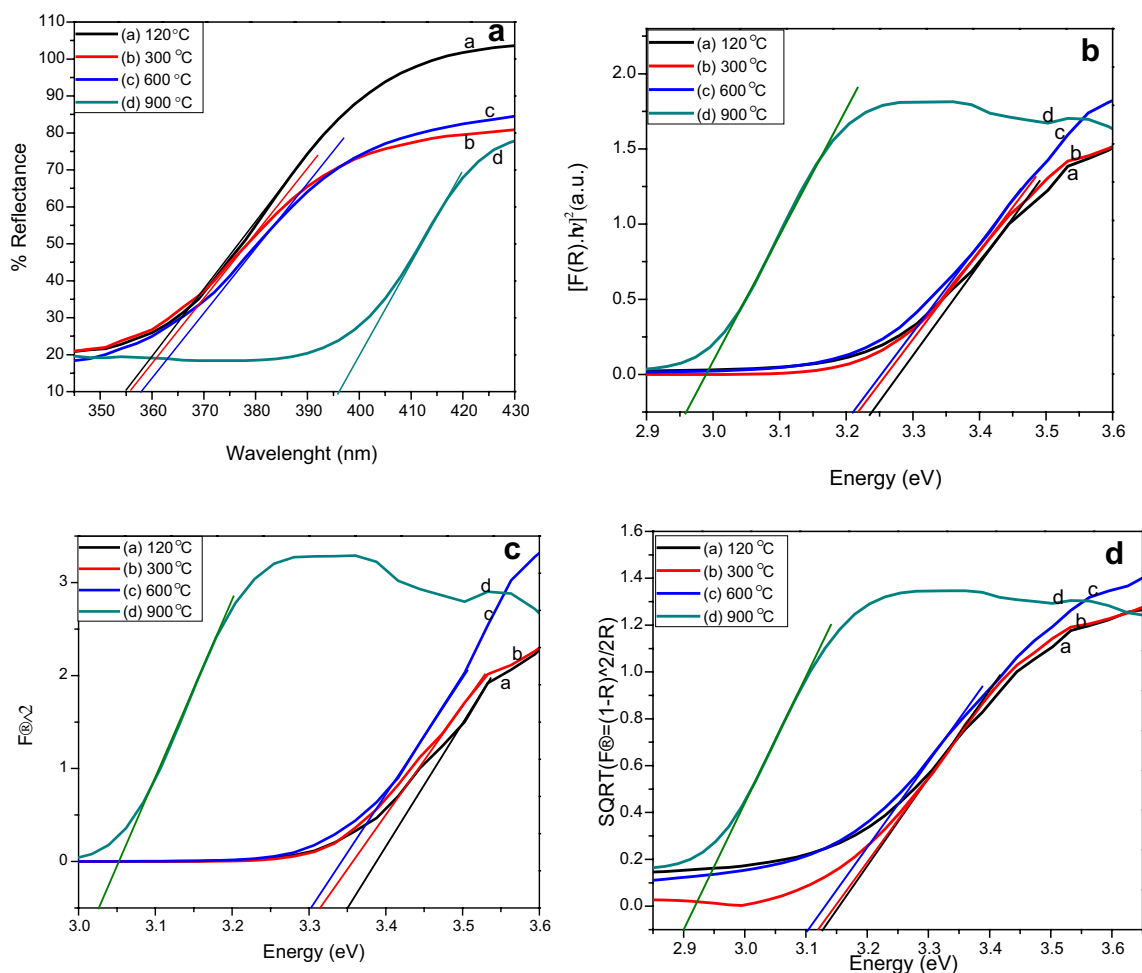 a
(a) 120°C
(b) 300 °C
(c) 600 °C
(d) 900 °C
a
c
b
d
110
100
90
80
70
60
50
40
30
20
10
% Reflectance
350 360 370 380 390 400 410 420 430
Wavelenght (nm)
b
(a) 120 °C
(b) 300 °C
(c) 600 °C
(d) 900 °C
d
c
b
a
2.0
1.5
1.0
0.5
0.0
[F(R).hν]²(a.u.)
2.9 3.0 3.1 3.2 3.3 3.4 3.5 3.6
Energy (eV)
c
(a) 120 °C
(b) 300 °C
(c) 600 °C
(d) 900 °C
d
c
b
a
3
2
1
0
F®^2
3.0 3.1 3.2 3.3 3.4 3.5 3.6
Energy (eV)
d
(a) 120 °C
(b) 300 °C
(c) 600 °C
(d) 900 °C
c
d
b
a
1.6
1.4
1.2
1.0
0.8
0.6
0.4
0.2
0.0
SQRT(F®=(1-R)^2/2R)
2.9 3.0 3.1 3.2 3.3 3.4 3.5 3.6
Energy (eV)